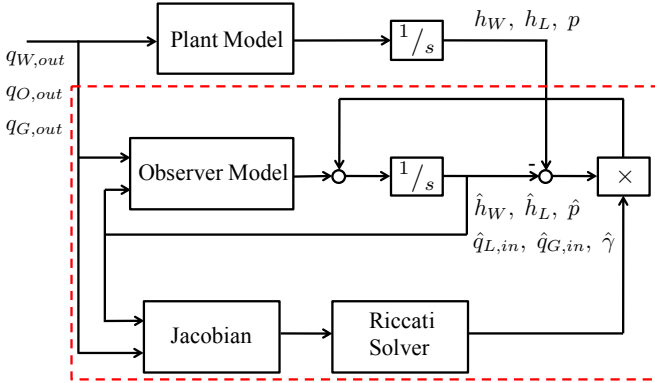 Plant Model
1/s
h_W, h_L, p
q_{W,out}
q_{O,out}
q_{G,out}
Observer Model
1/s
-
×
ĥ_W, ĥ_L, p̂
q̂_{L,in}, q̂_{G,in}, γ̂
Jacobian
Riccati
Solver